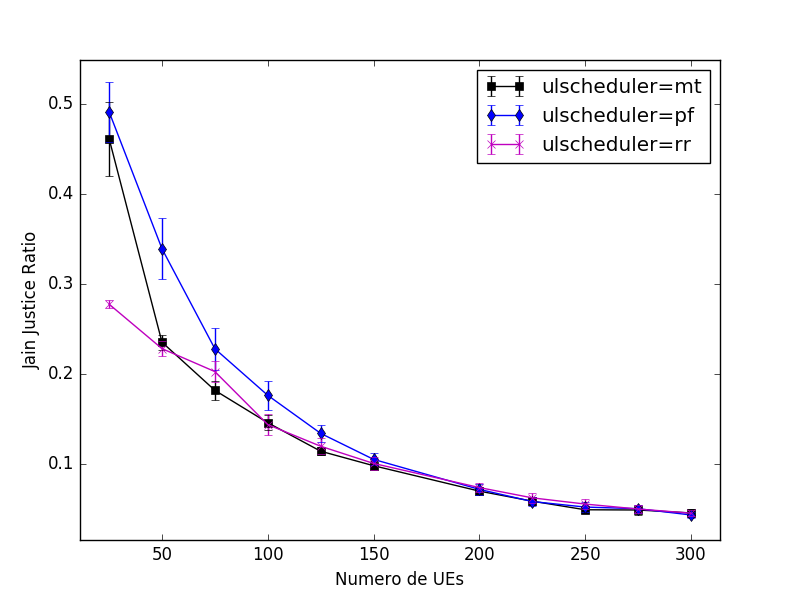 ulscheduler=mt
ulscheduler=pf
ulscheduler=rr
0.5
0.4
0.3
0.2
0.1
Jain Justice Ratio
50 100 150 200 250 300
Numero de UEs